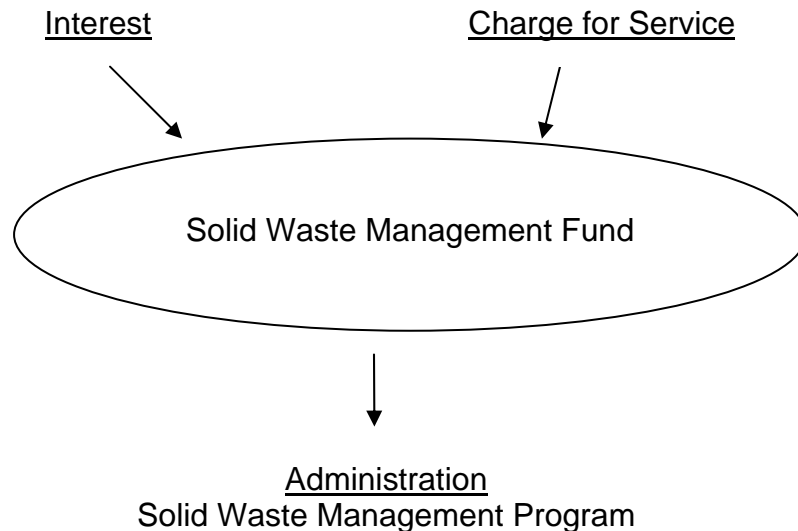 Interest
Charge for Service
Solid Waste Management Fund
Administration
Solid Waste Management Program